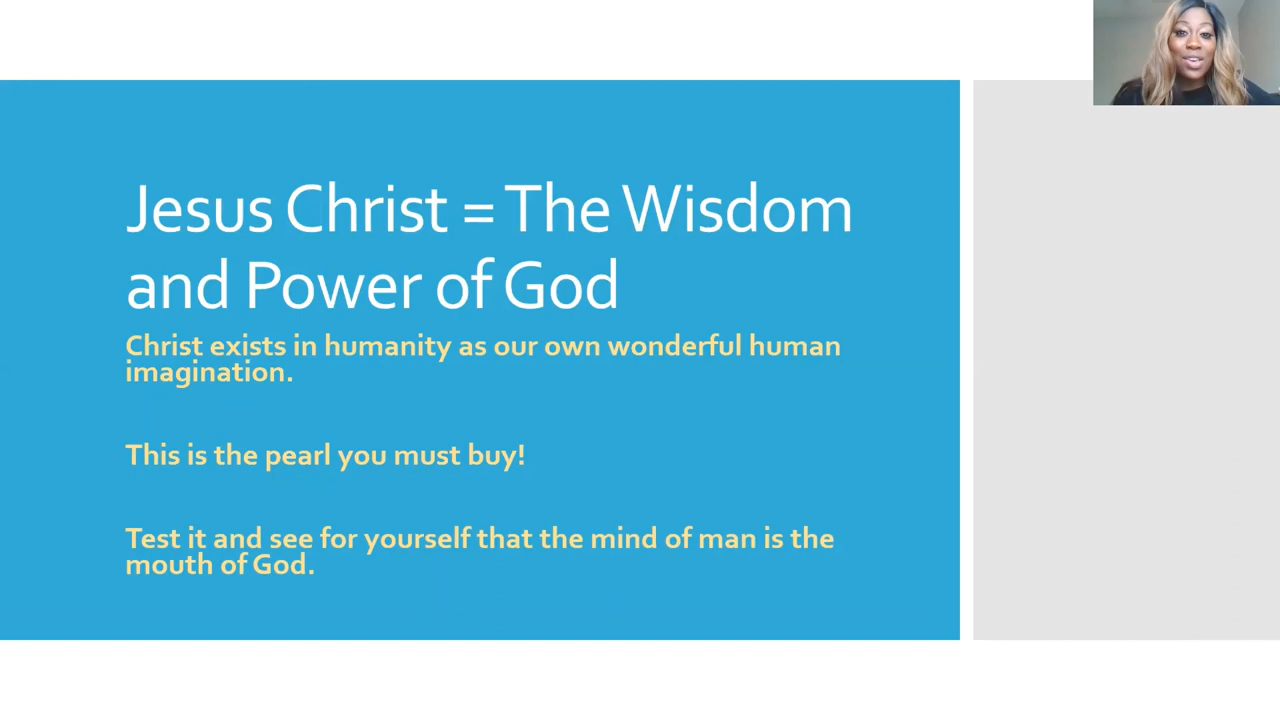 Jesus Christ = The Wisdom
and Power of God
Christ exists in humanity as our own wonderful human
imagination.
This is the pearl you must buy!
Test it and see for yourself that the mind of man is the
mouth of God.